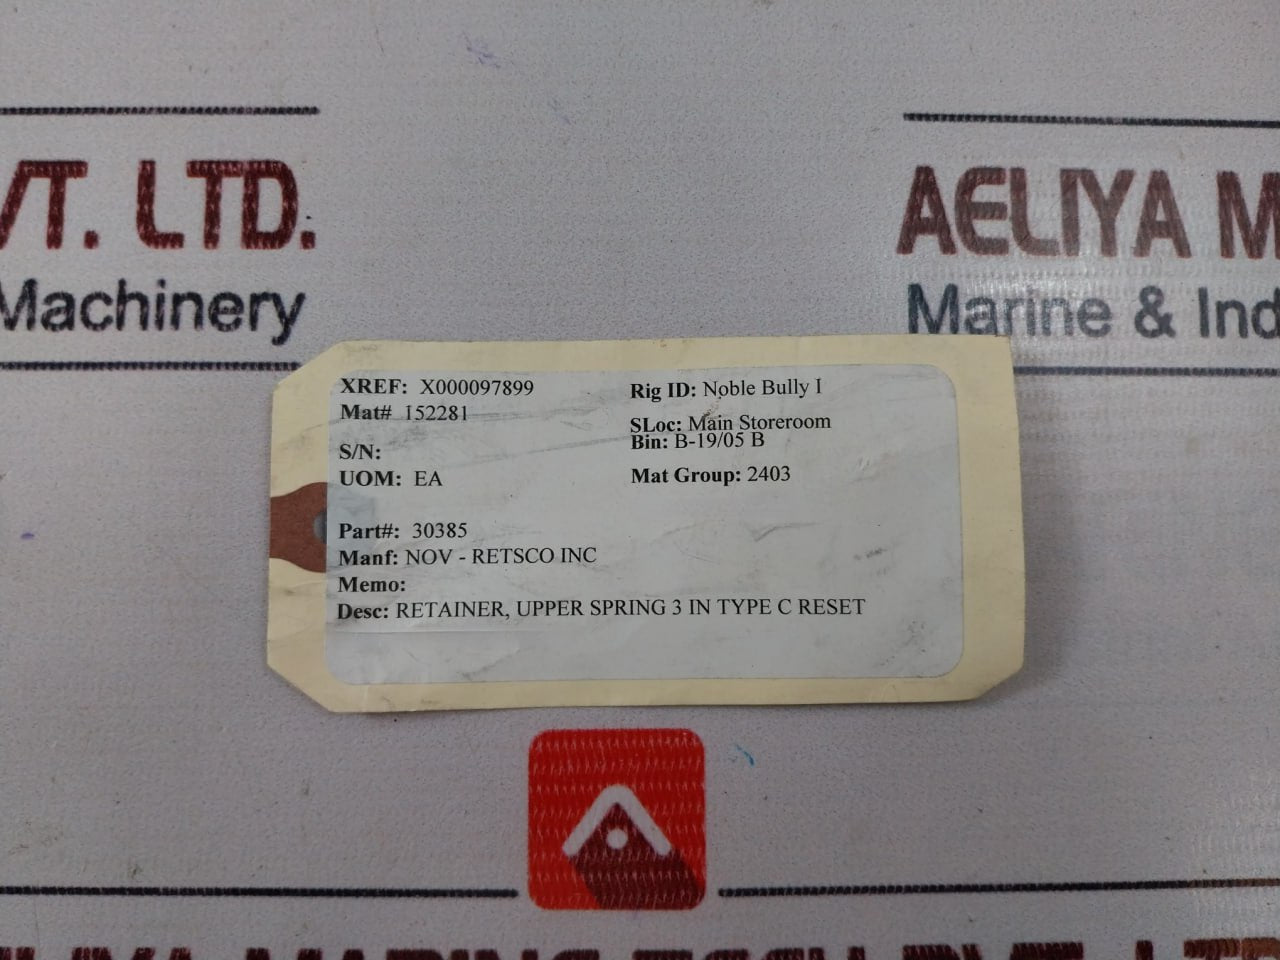 VT. LTD.
Machinery
AELIYA M
Marine & Ind
XREF: X000097899
Mat# 152281
S/N:
UOM: EA
Rig ID: Noble Bully I
SLoc: Main Storeroom
Bin: B-19/05 B
Mat Group: 2403
Part#: 30385
Manf: NOV - RETSCO INC
Memo:
Desc: RETAINER, UPPER SPRING 3 IN TYPE C RESET